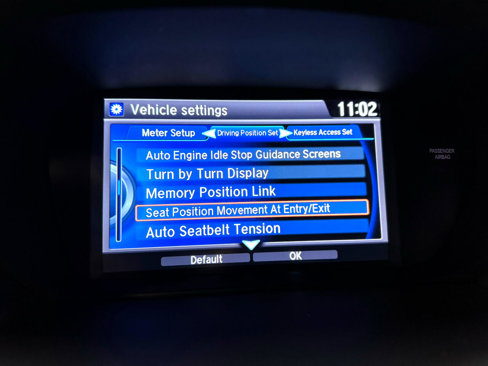 Vehicle settings 11:02
Meter Setup Driving Position Set Keyless Access Set
Auto Engine Idle Stop Guidance Screens
Turn by Turn Display
Memory Position Link
Seat Position Movement At Entry/Exit
Auto Seatbelt Tension
Default OK
PASSENGER
AIRBAG